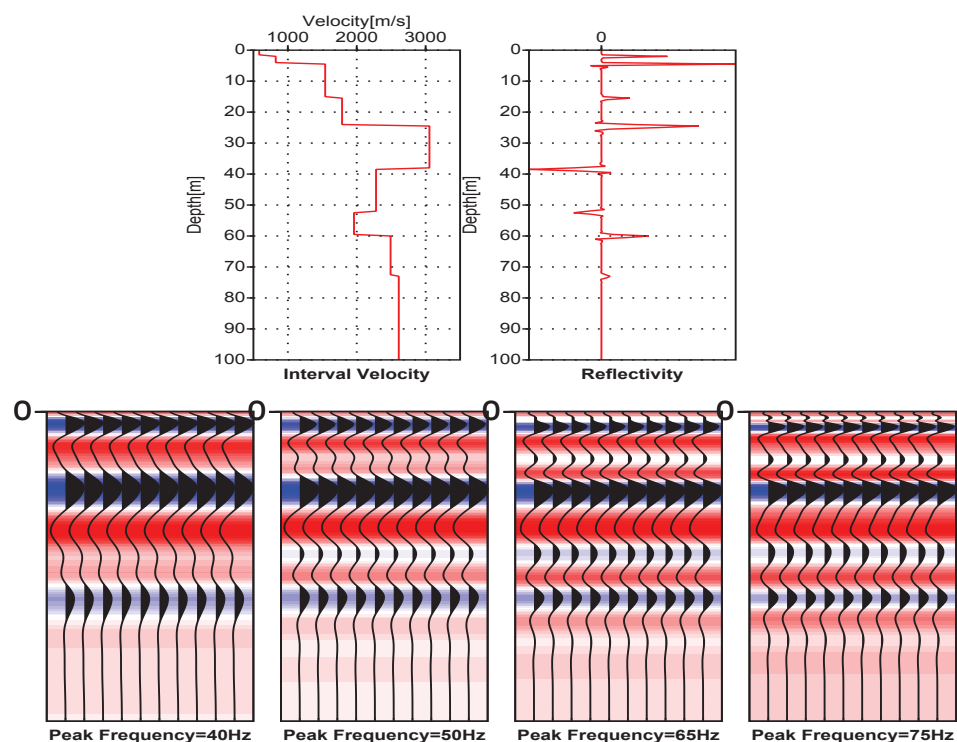 Velocity[m/s]
1000 2000 3000
0
10
20
30
40
50
60
70
80
90
100
Depth[m]
Interval Velocity
0
0
10
20
30
40
50
60
70
80
90
100
Depth[m]
Reflectivity
0
Peak Frequency=40Hz
0
Peak Frequency=50Hz
0
Peak Frequency=65Hz
0
Peak Frequency=75Hz